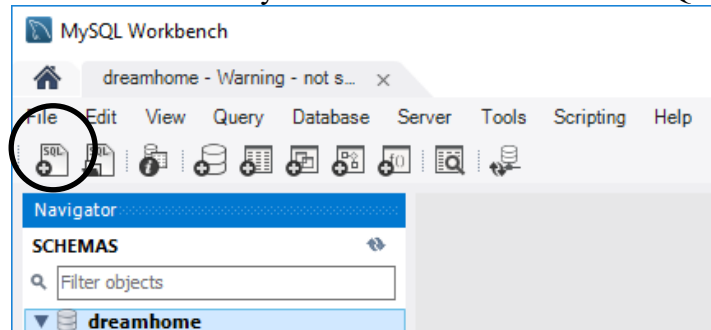 y
Q
MySQL Workbench
dreamhome - Warning - not s...
File Edit View Query Database Server Tools Scripting Help
SQL SQL
Navigator
SCHEMAS
Filter objects
dreamhome